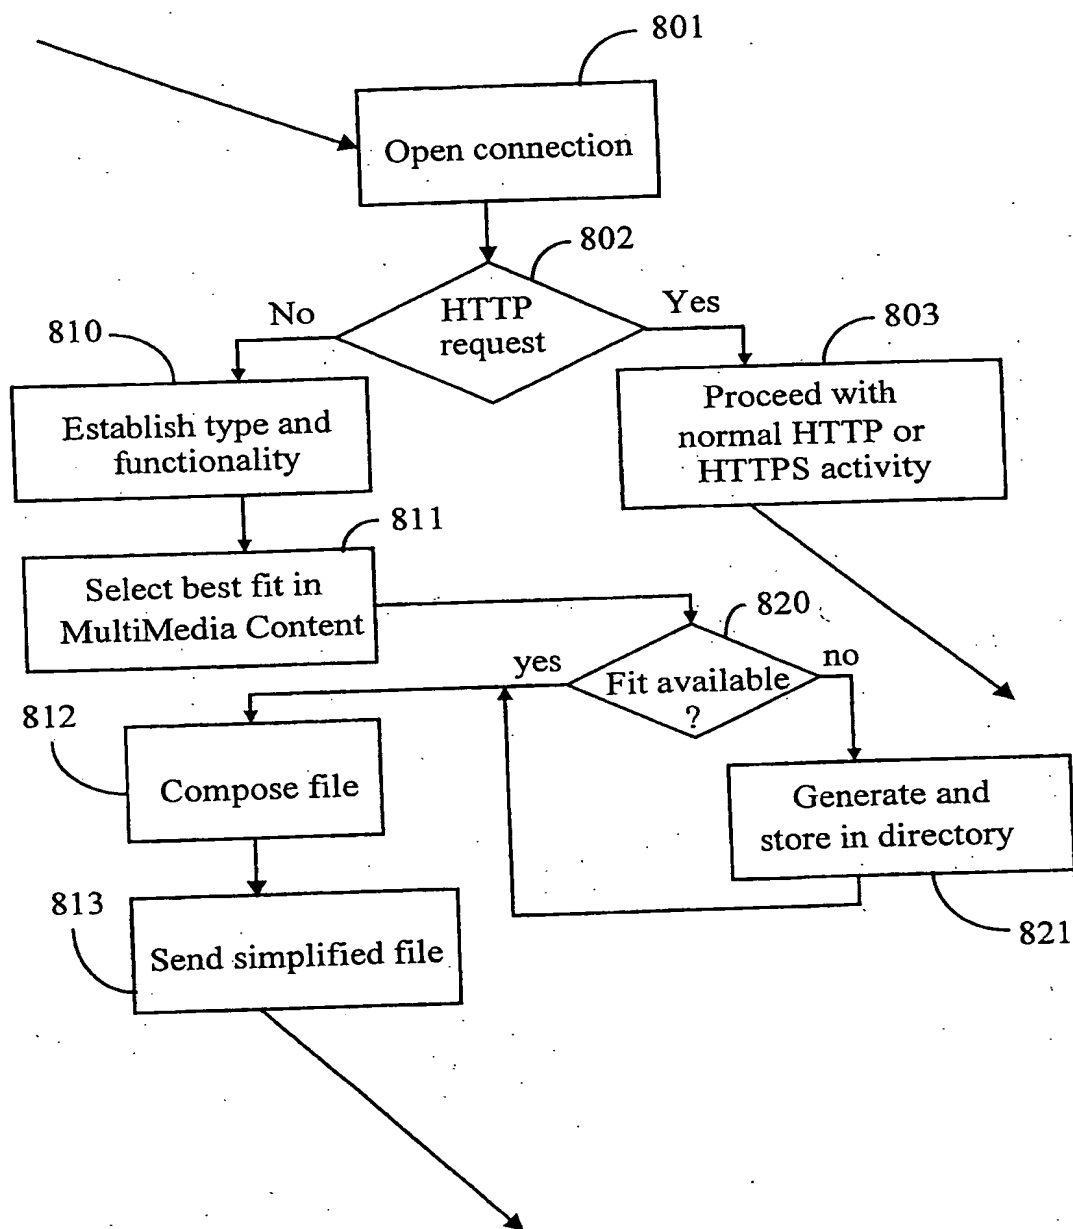 801
Open connection
802
HTTP
request
No
Yes
810
803
Establish type and
functionality
Proceed with
normal HTTP or
HTTPS activity
811
Select best fit in
MultiMedia Content
820
yes
no
Fit available
?
812
Compose file
Generate and
store in directory
813
821
Send simplified file